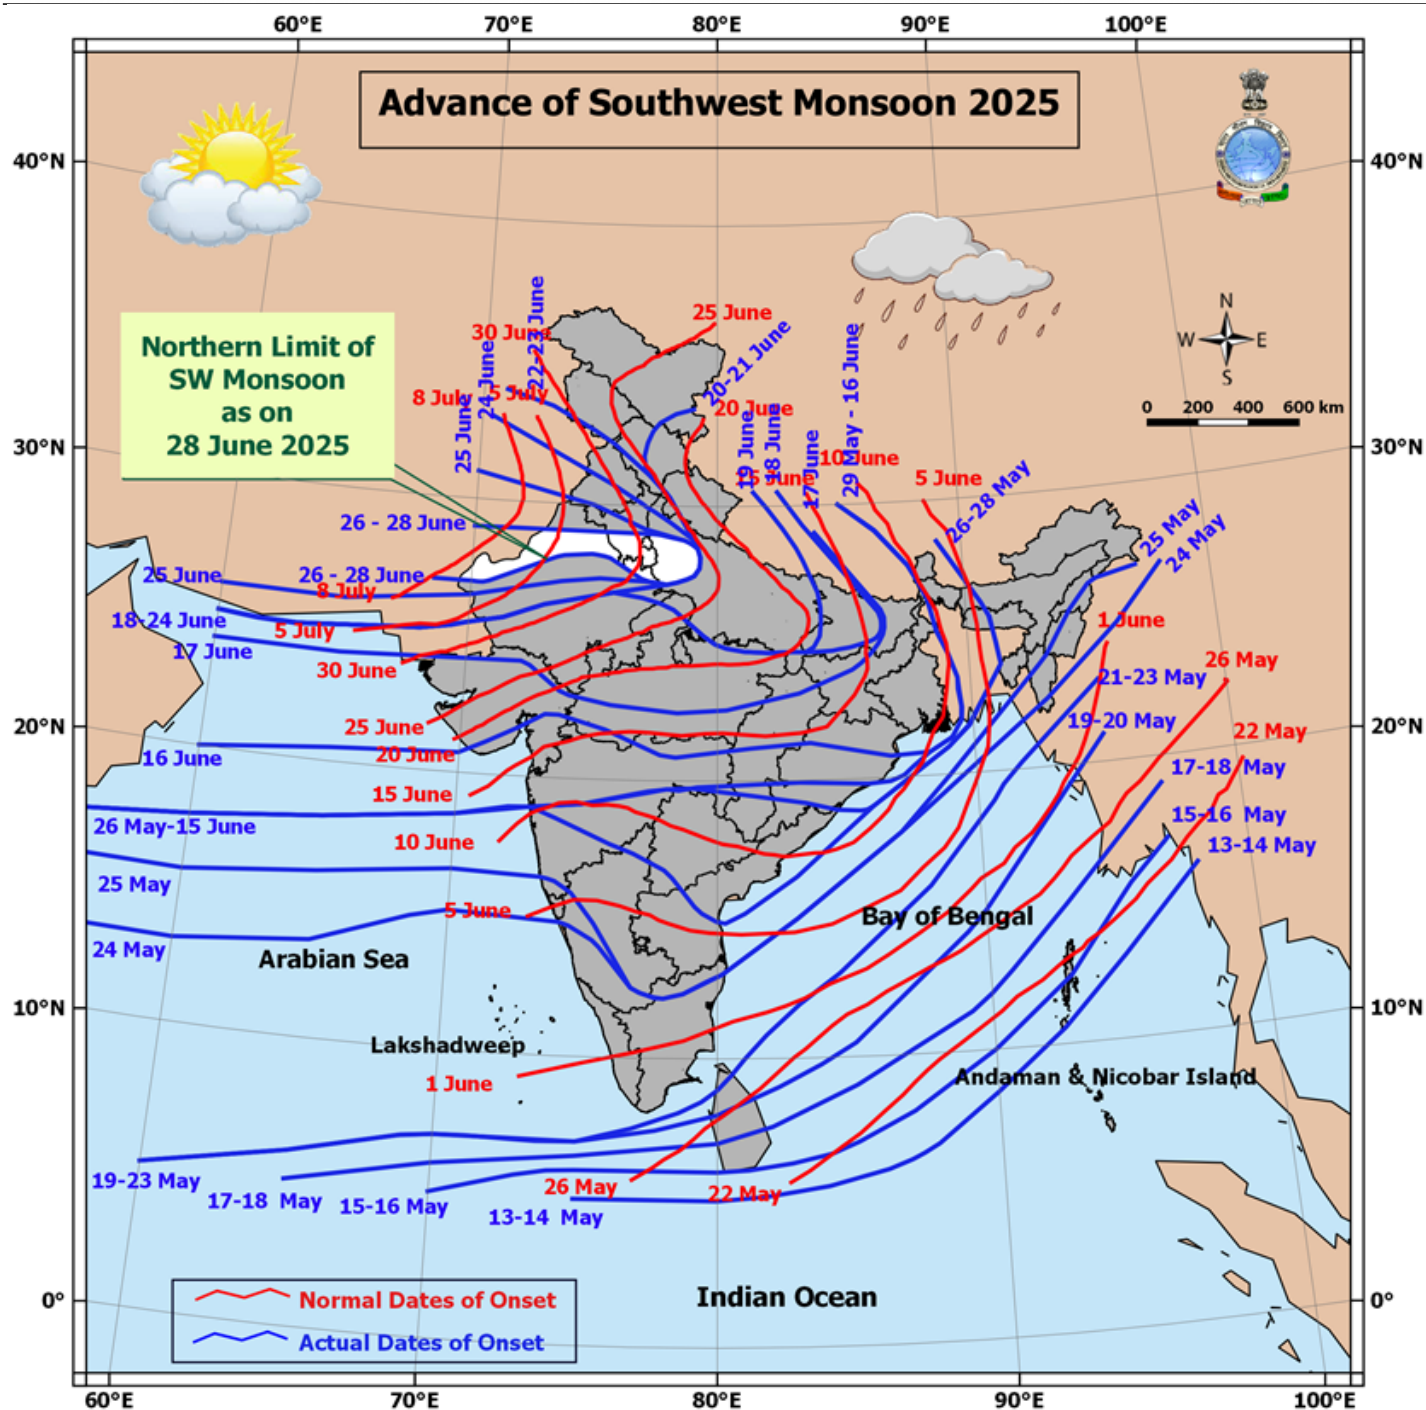 60°E 70°E 80°E 90°E 100°E
Advance of Southwest Monsoon 2025
40°N 40°N
N
W E
S
0 200 400 600 km
Northern Limit of
SW Monsoon
as on
28 June 2025
25 June
30 June
22-23 June
20-21 June
24 June
29 May - 16 June
8 July
5 July
25 June
20 June
19 June
18 June
17 June
15 June
10 June
5 June
30°N 30°N
26-28 May
25 May
24 May
26 - 28 June
25 June
26 - 28 June
8 July
18-24 June
5 July
1 June
17 June
30 June
26 May
21-23 May
25 June
19-20 May
20°N 20°N
22 May
16 June
20 June
17-18 May
15 June
15-16 May
26 May-15 June
10 June
13-14 May
25 May
5 June
Bay of Bengal
24 May
Arabian Sea
10°N 10°N
Lakshadweep
1 June
Andaman & Nicobar Island
19-23 May
17-18 May
15-16 May
26 May
22 May
13-14 May
0° 0°
Indian Ocean
Normal Dates of Onset
Actual Dates of Onset
60°E 70°E 80°E 90°E 100°E